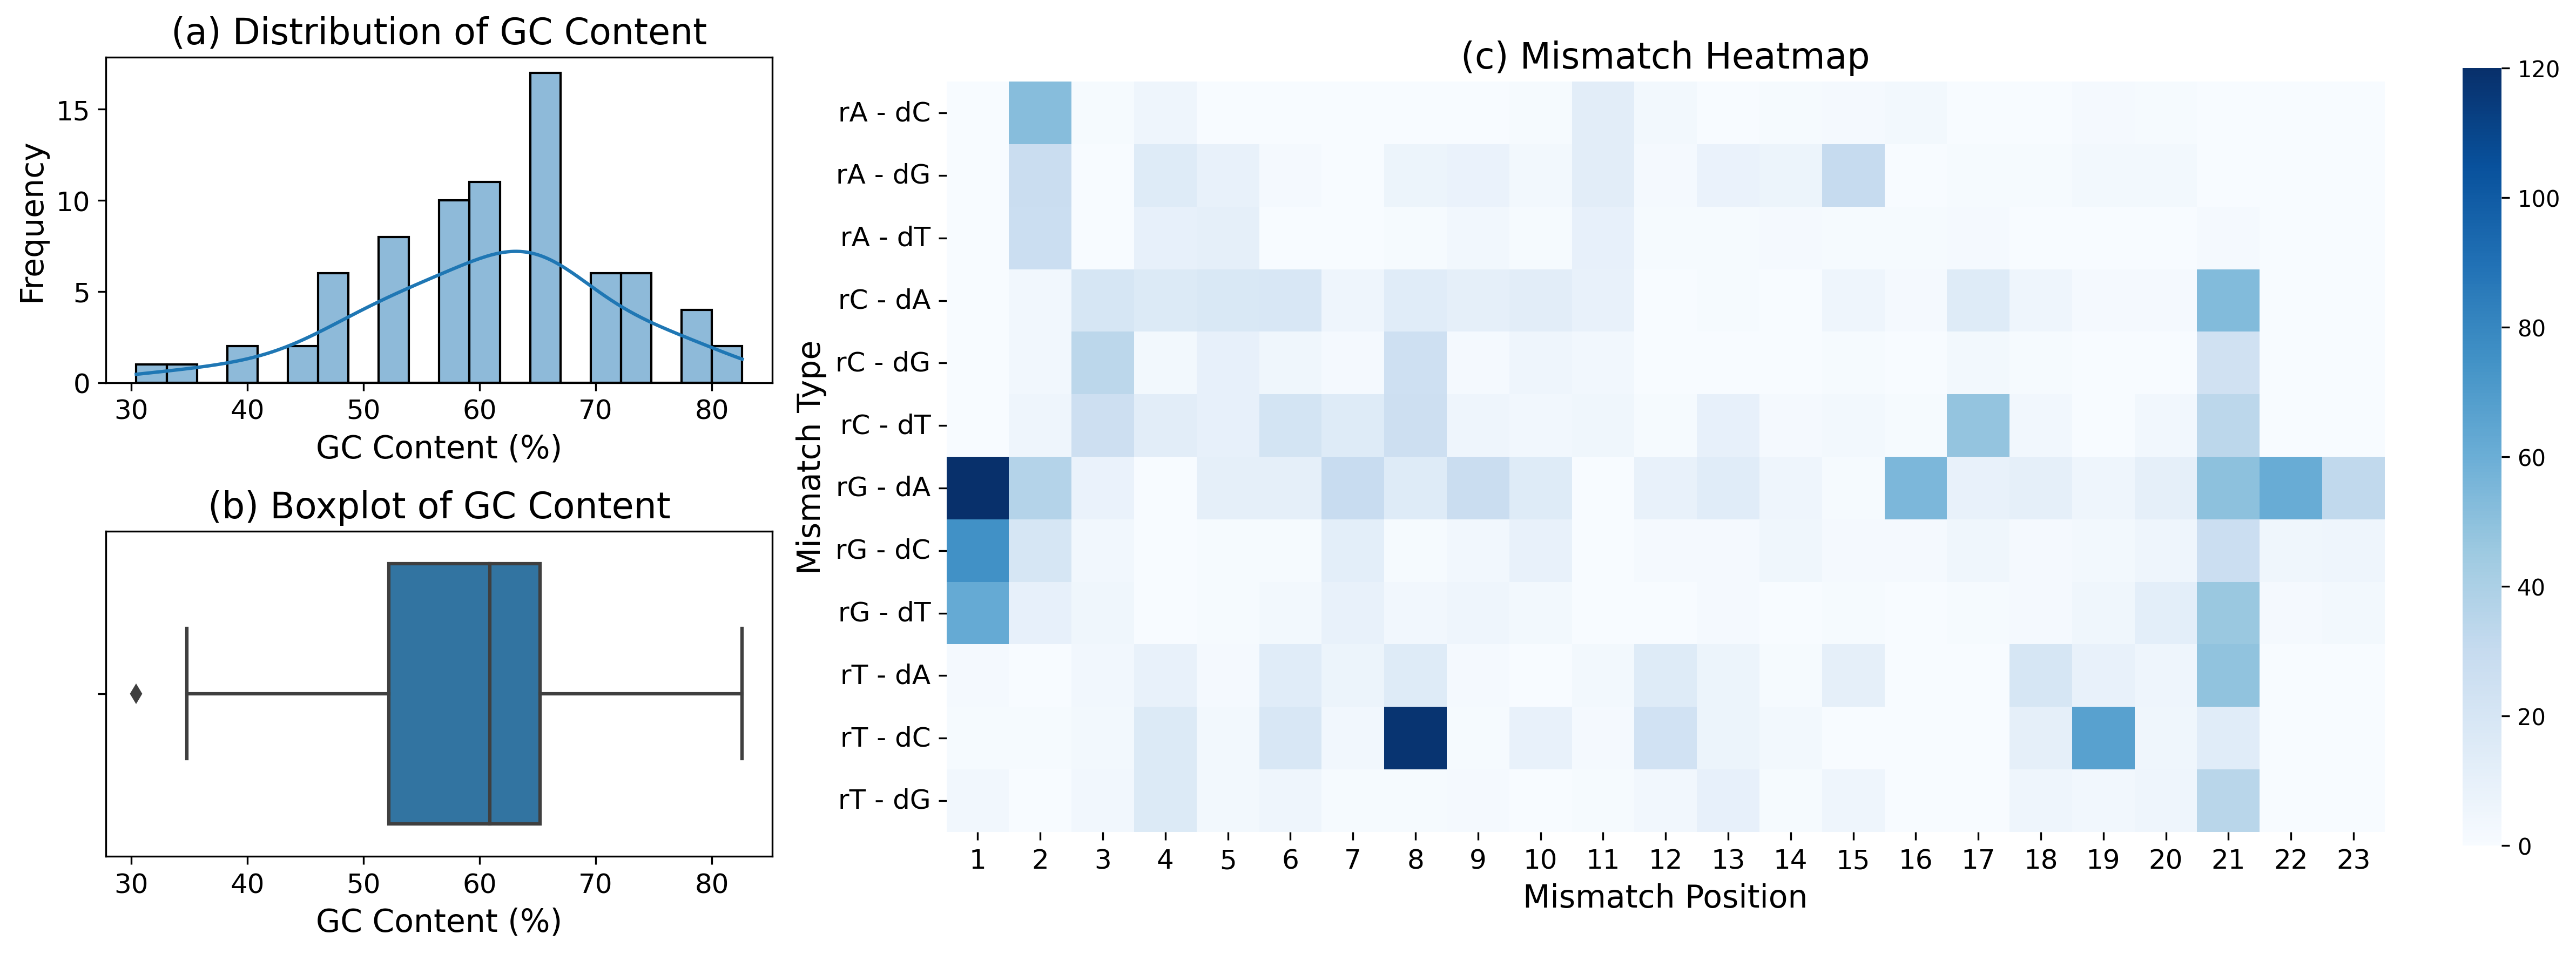 (a) Distribution of GC Content
Frequency
15
10
5
0
30 40 50 60 70 80
GC Content (%)
(b) Boxplot of GC Content
30 40 50 60 70 80
GC Content (%)
(c) Mismatch Heatmap
Mismatch Type
rA - dC
rA - dG
rA - dT
rC - dA
rC - dG
rC - dT
rG - dA
rG - dC
rG - dT
rT - dA
rT - dC
rT - dG
1 2 3 4 5 6 7 8 9 10 11 12 13 14 15 16 17 18 19 20 21 22 23
Mismatch Position
120
100
80
60
40
20
0